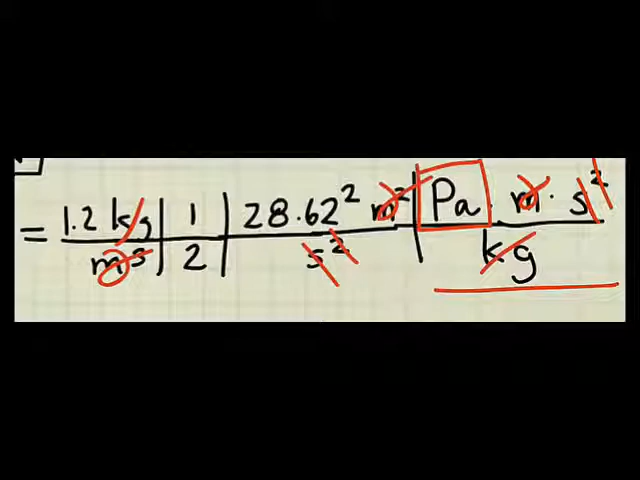 = 1.2 kg | 1 | 28.62² m² | Pa · m · s²
m³ | 2 | s² | kg